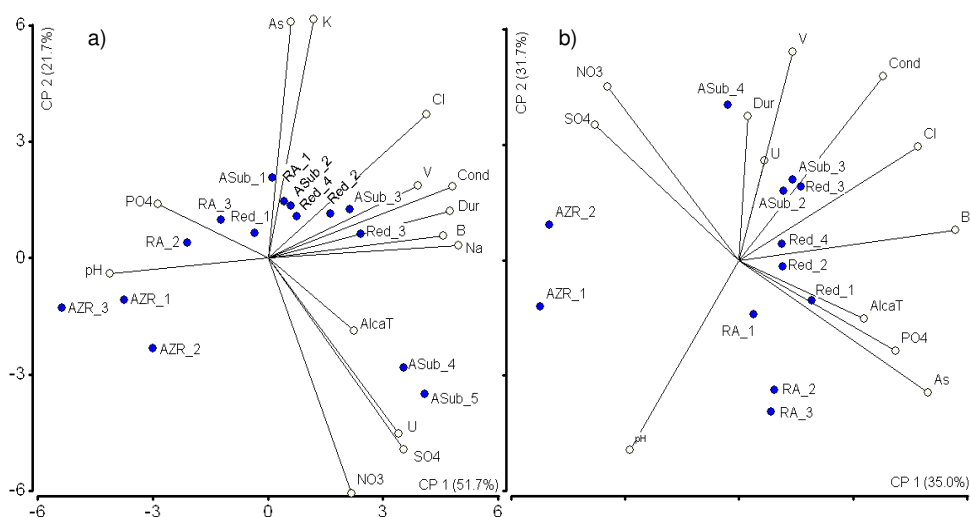 a)
6
As
K
CP 2 (21.7%)
Cl
3
ASub_1
RA_1
ASub_2
Red_4
Red_2
ASub_3
V
Cond
PO4
RA_3
Red_1
Dur
RA_2
Red_3
B
Na
0
pH
AZR_3
AZR_1
AZR_2
AlcaT
-3
ASub_4
ASub_5
U
SO4
NO3
-6
CP 1 (51.7%)
-6
-3
0
3
6
b)
CP 2 (31.7%)
V
NO3
Cond
ASub_4
Dur
SO4
Cl
U
ASub_3
Red_3
ASub_2
AZR_2
B
Red_4
Red_2
AZR_1
Red_1
RA_1
AlcaT
PO4
As
RA_2
RA_3
pH
CP 1 (35.0%)